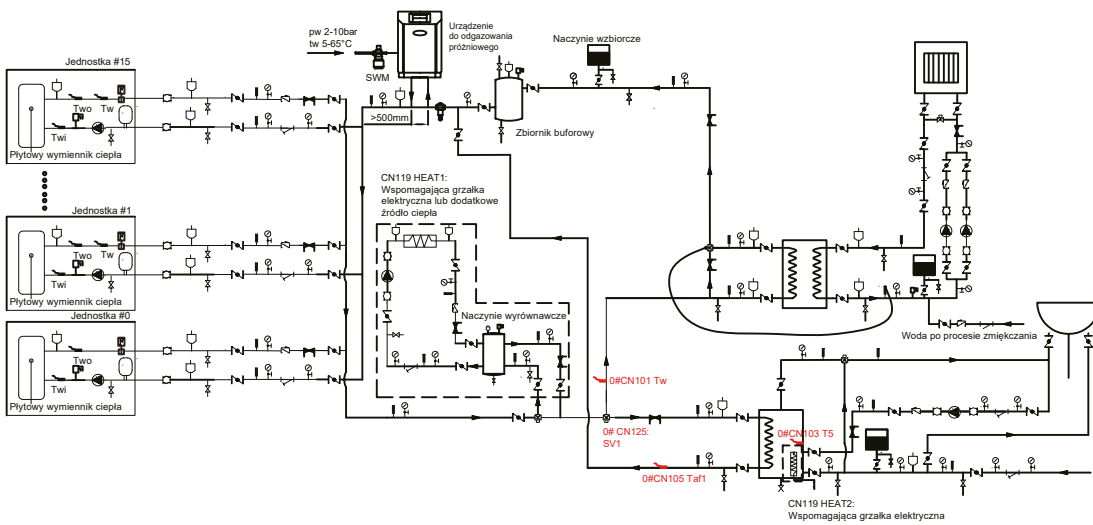 Jednostka #15
Two
Tw
Twi
Płytowy wymiennik ciepła
Jednostka #1
Two
Tw
Twi
Płytowy wymiennik ciepła
Jednostka #0
Two
Tw
Twi
Płytowy wymiennik ciepła
pw 2-10bar
tw 5-65°C
SWM
Urządzenie
do odgazowania
próżniowego
>500mm
Zbiornik buforowy
Naczynie wzbiorcze
CN119 HEAT1:
Wspomagająca grzałka
elektryczna lub dodatkowe
źródło ciepła
Naczynie wyrównawcze
0#CN101 Tw
0# CN125:
SV1
0#CN105 Taf1
0#CN103 T5
Woda po procesie zmiękczania
CN119 HEAT2:
Wspomagająca grzałka elektryczna